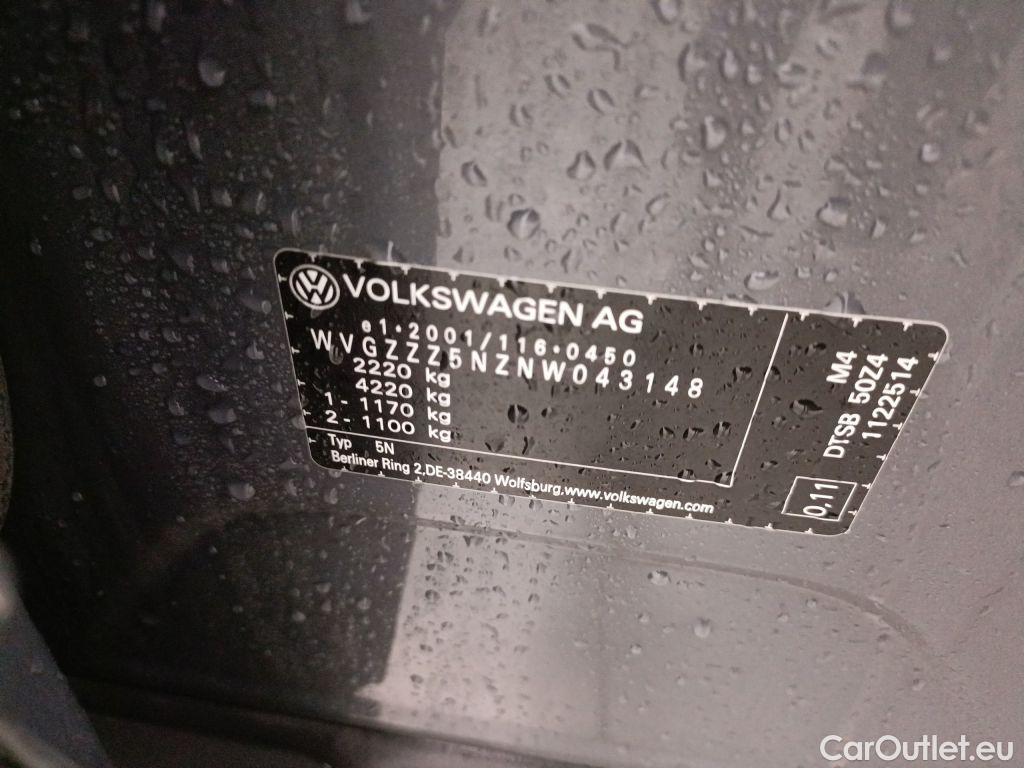 VOLKSWAGEN AG
e1*2001/116*0450
WVGZZZ5NZNW043148
2220 kg
4220 kg
1 - 1170 kg
2 - 1100 kg
Typ 5N
Berliner Ring 2,DE-38440 Wolfsburg,www.volkswagen.com
M4
DTSB 50Z4
1122514
0,11
CarOutlet.eu